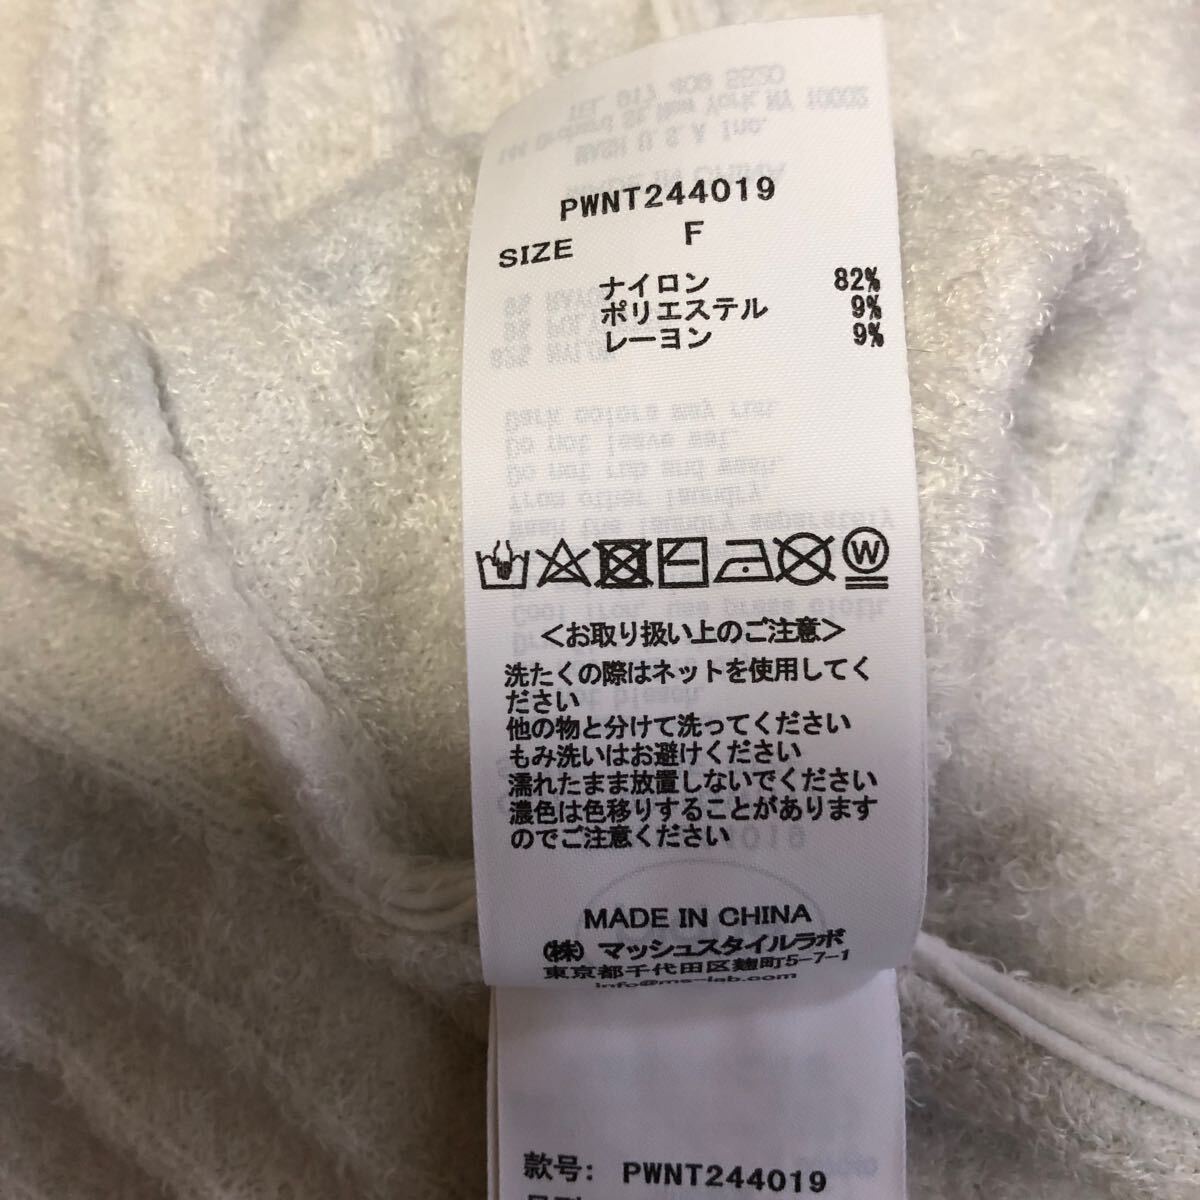 PWNT244019
SIZE F
ナイロン 82%
ポリエステル 9%
レーヨン 9%
W
<お取り扱い上のご注意>
洗たくの際はネットを使用してく
ださい
他の物と分けて洗ってください
もみ洗いはお避けください
濡れたまま放置しないでください
濃色は色移りすることがあります
のでご注意ください
MADE IN CHINA
(株) マッシュスタイルラボ
東京都千代田区麹町5-7-1
info@ms-lab.com
款号: PWNT244019